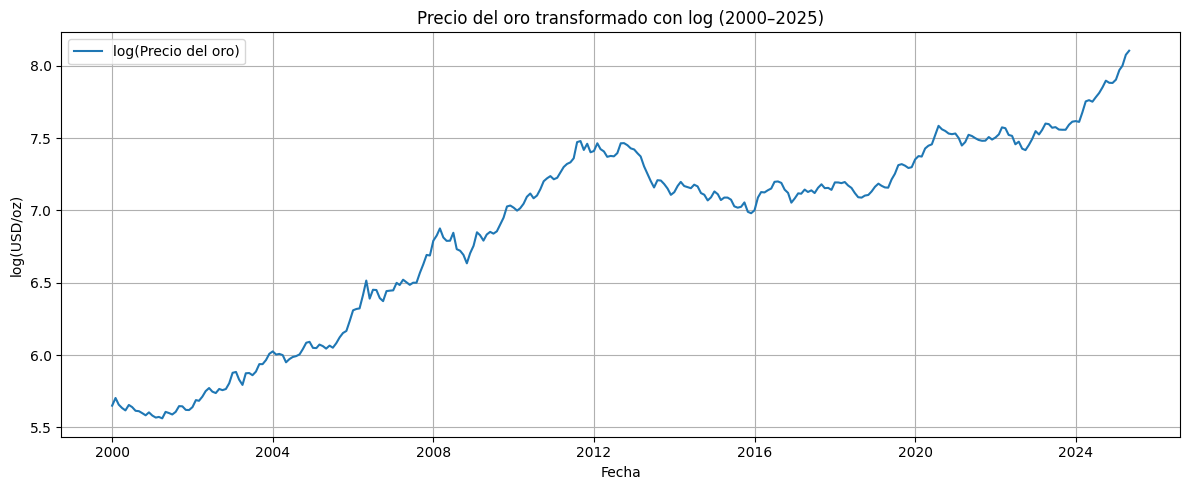 Precio del oro transformado con log (2000–2025)
log(Precio del oro)
log(USD/oz)
8.0
7.5
7.0
6.5
6.0
5.5
2000 2004 2008 2012 2016 2020 2024
Fecha